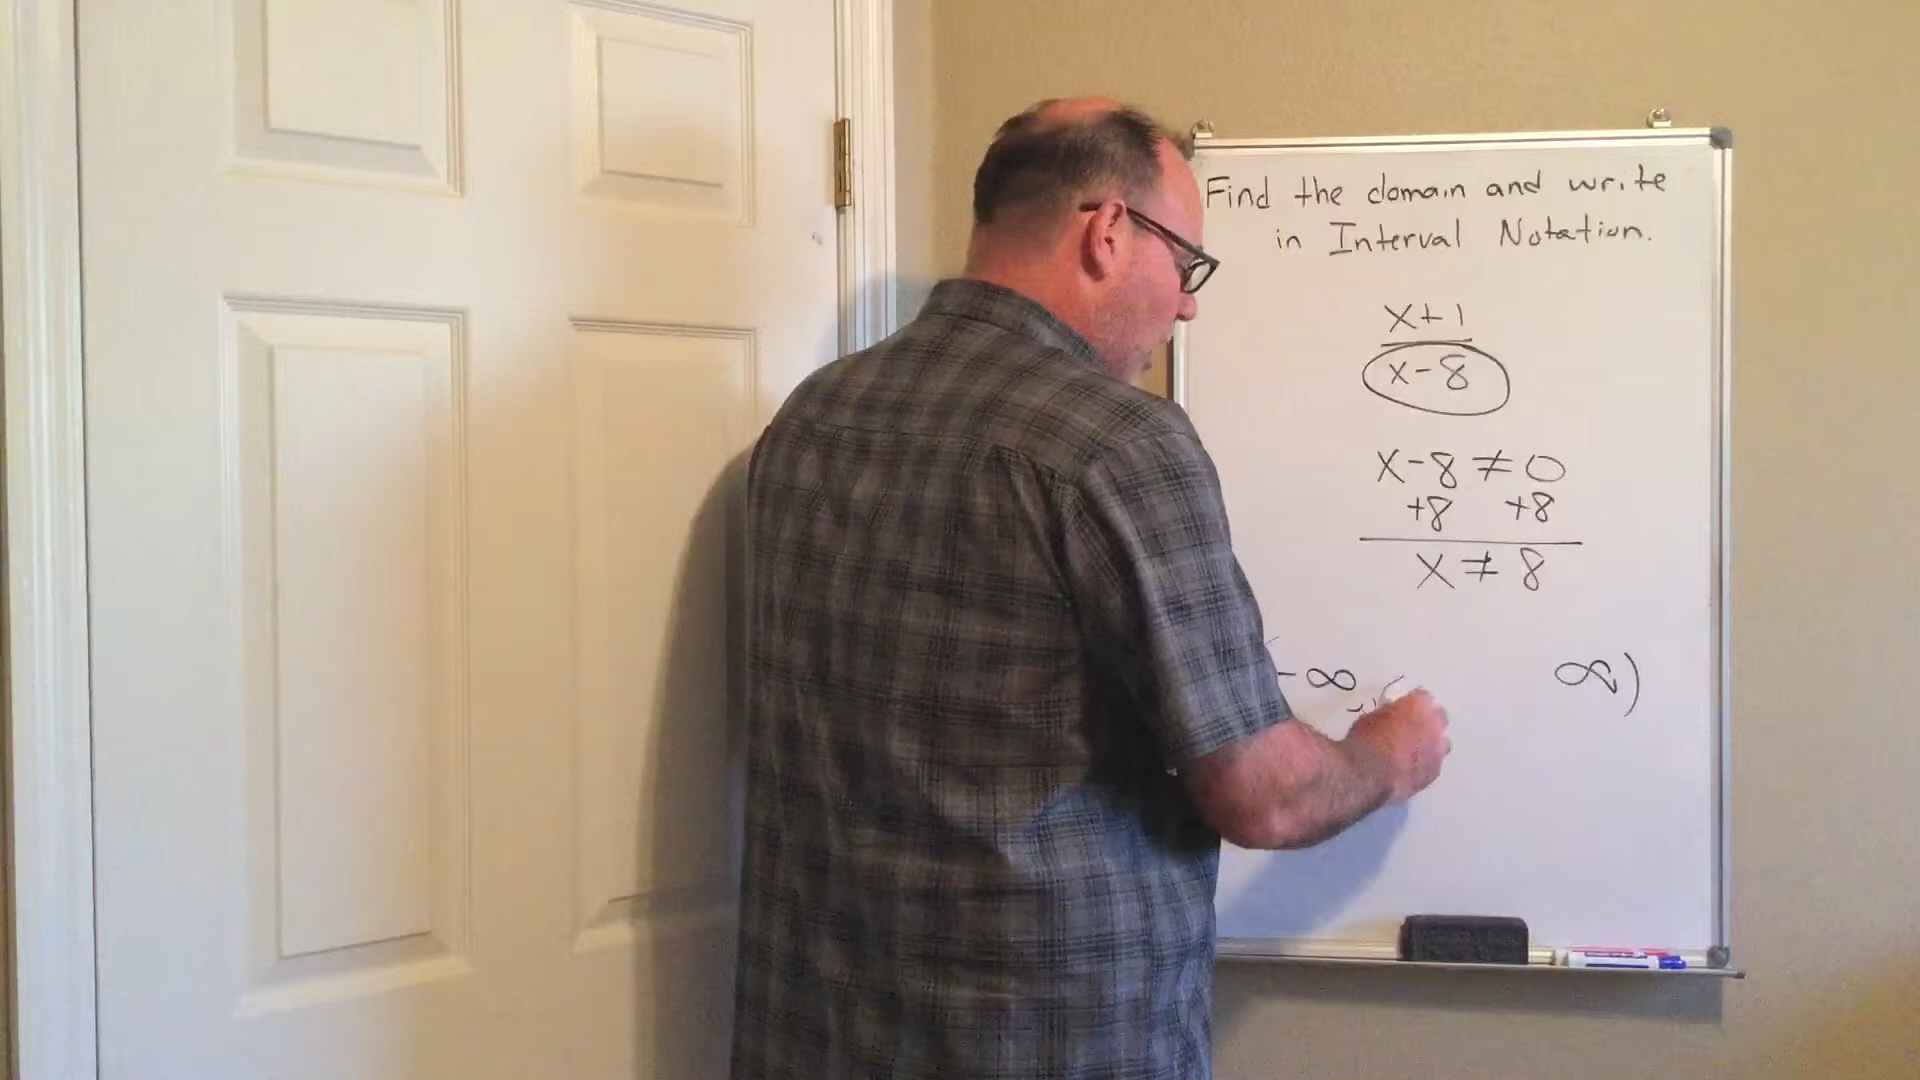 Find the domain and write
in Interval Notation.
x+1
x-8
x-8≠0
+8 +8
x≠8
-∞ ∞)